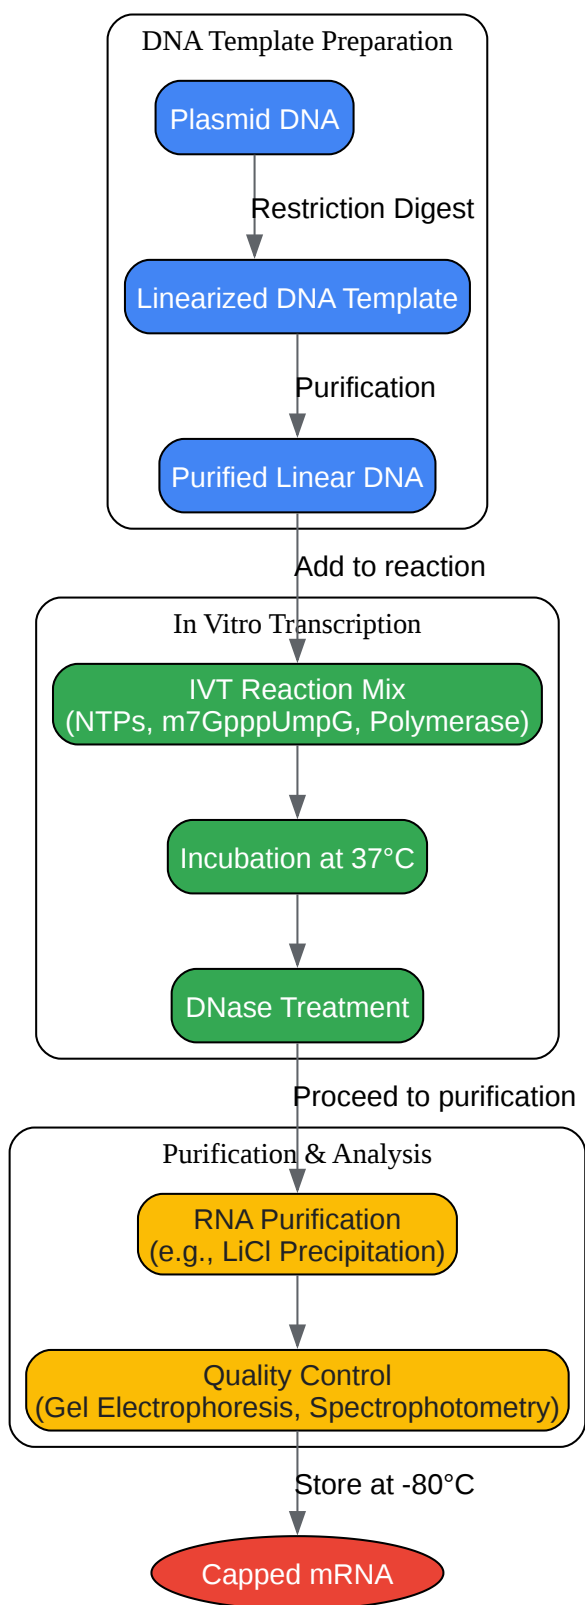 DNA Template Preparation
Plasmid DNA
Restriction Digest
Linearized DNA Template
Purification
Purified Linear DNA
Add to reaction
In Vitro Transcription
IVT Reaction Mix
(NTPs, m7GpppUmpG, Polymerase)
Incubation at 37°C
DNase Treatment
Proceed to purification
Purification & Analysis
RNA Purification
(e.g., LiCl Precipitation)
Quality Control
(Gel Electrophoresis, Spectrophotometry)
Store at -80°C
Capped mRNA